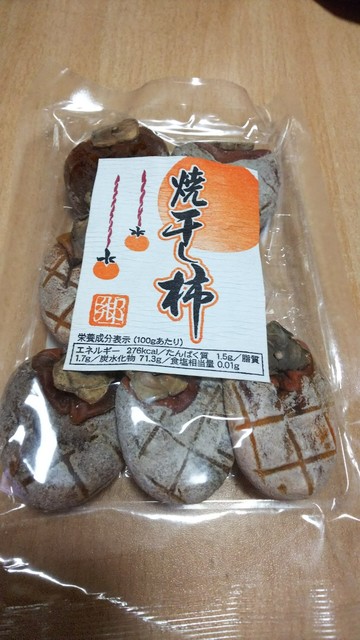 焼干し柿
栄養成分表示(100gあたり)
エネルギー 276kcal/たんぱく質 1.5g/脂質
1.7g/炭水化物 71.3g/食塩相当量 0.01g